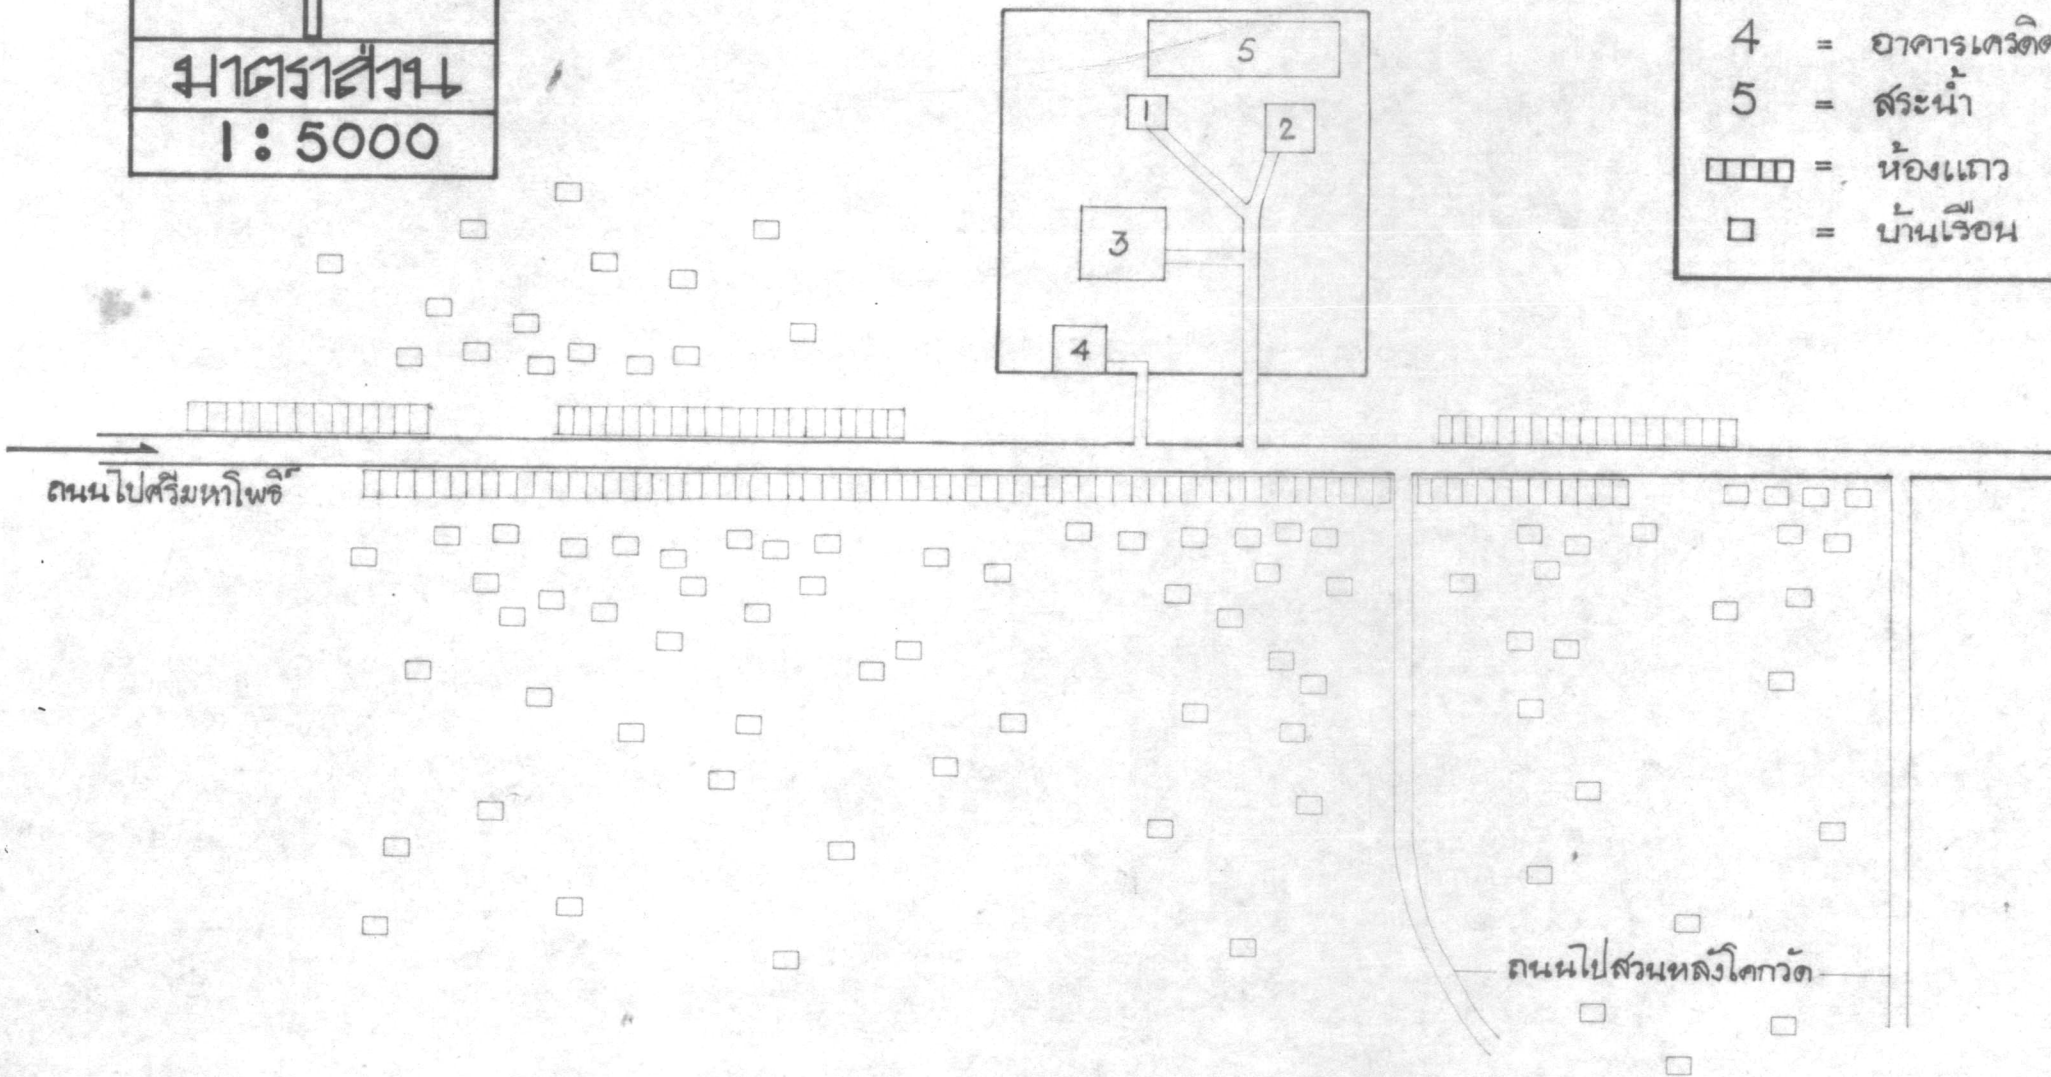 มาตราส่วน
1 : 5000
5
1
2
3
4
4 = อาคารเครดิต
5 = สระน้ำ
= ห้องแถว
= บ้านเรือน
ถนนไปศรีมหาโพธิ์
ถนนไปสวนหลังโคกวัด